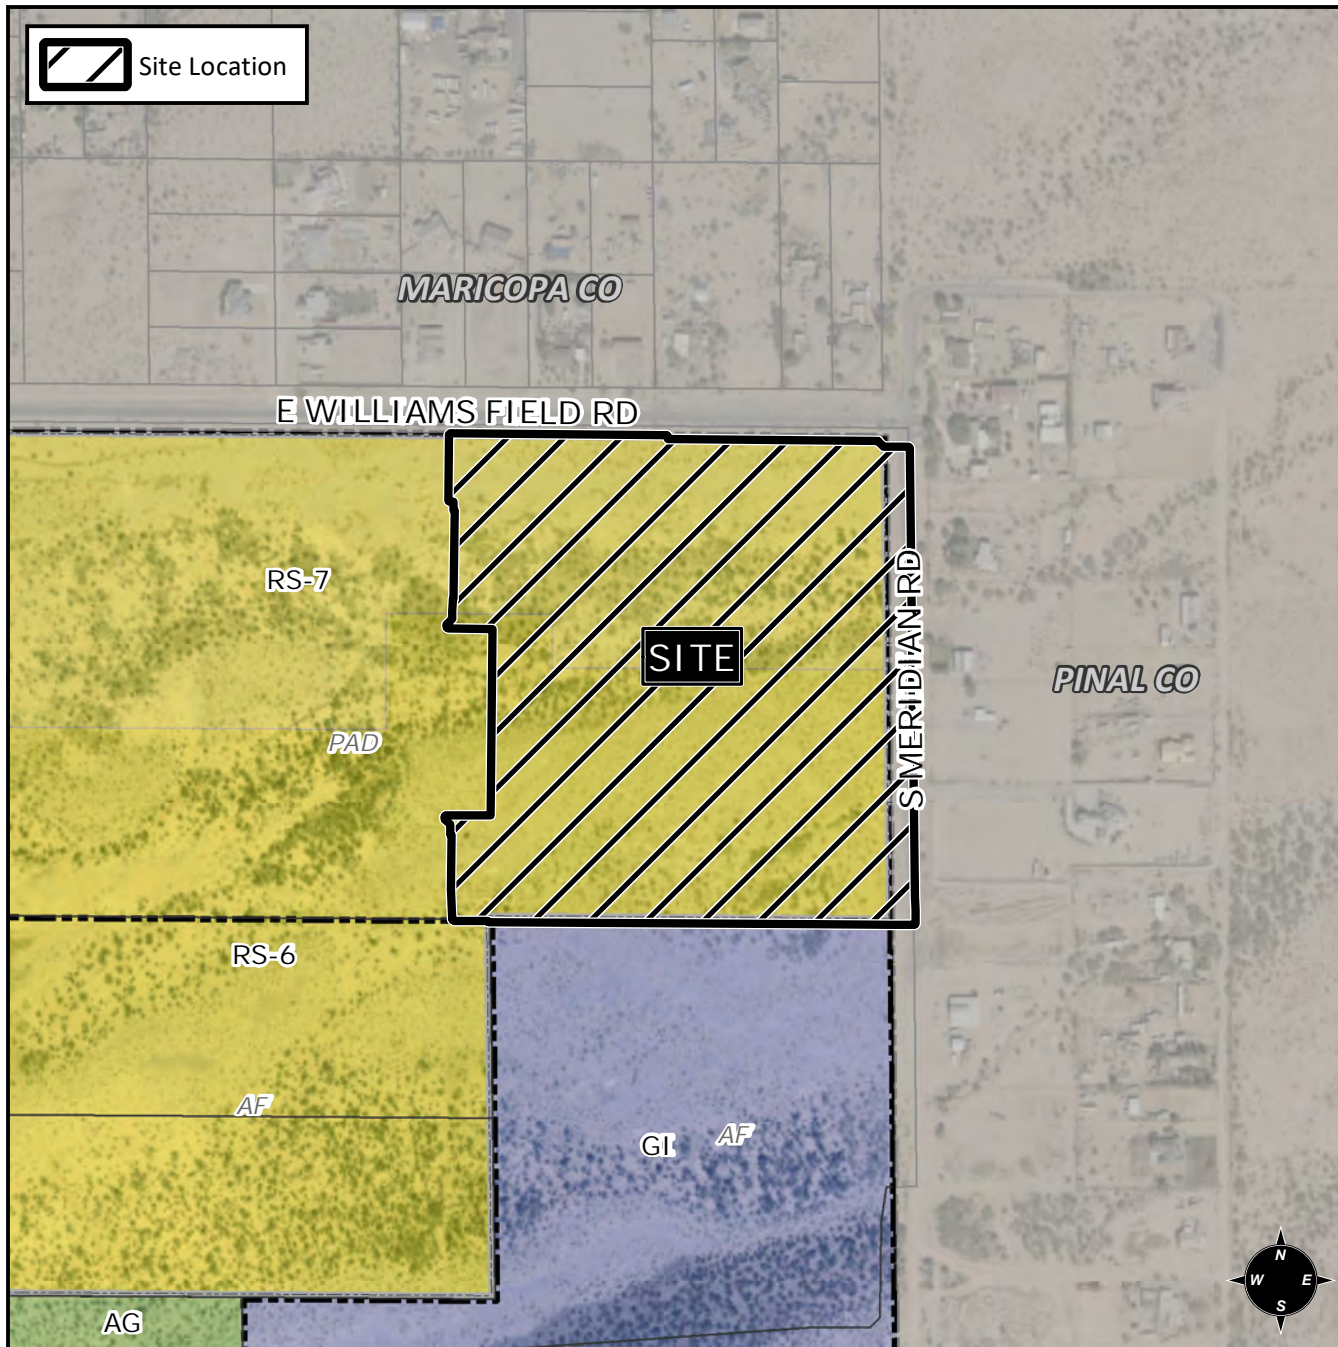 Site Location
MARICOPA CO
E WILLIAMS FIELD RD
RS-7
SITE
S MERIDIAN RD
PINAL CO
PAD
RS-6
AF
GI
AF
AG
N
W E
S